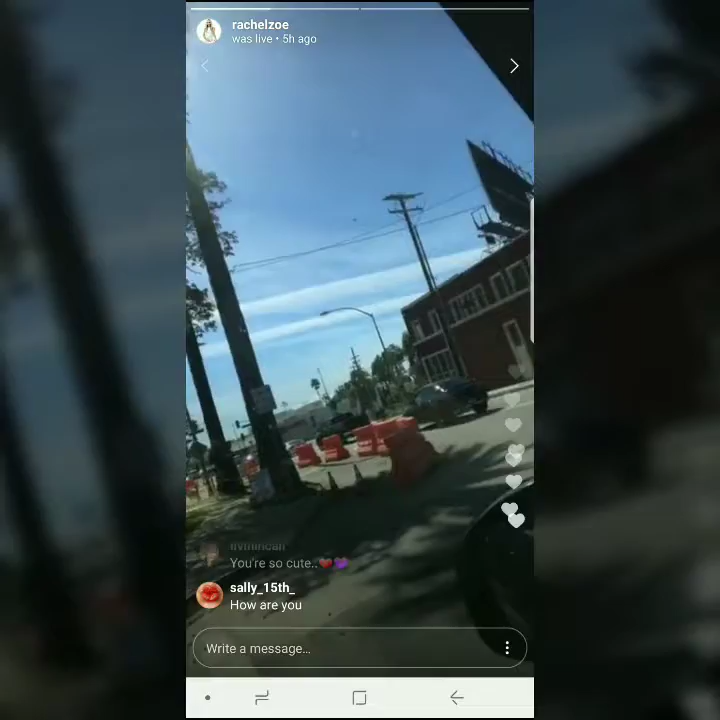 rachelzoe
was live • 5h ago
You're so cute..❤️💜
sally_15th_
How are you
Write a message...